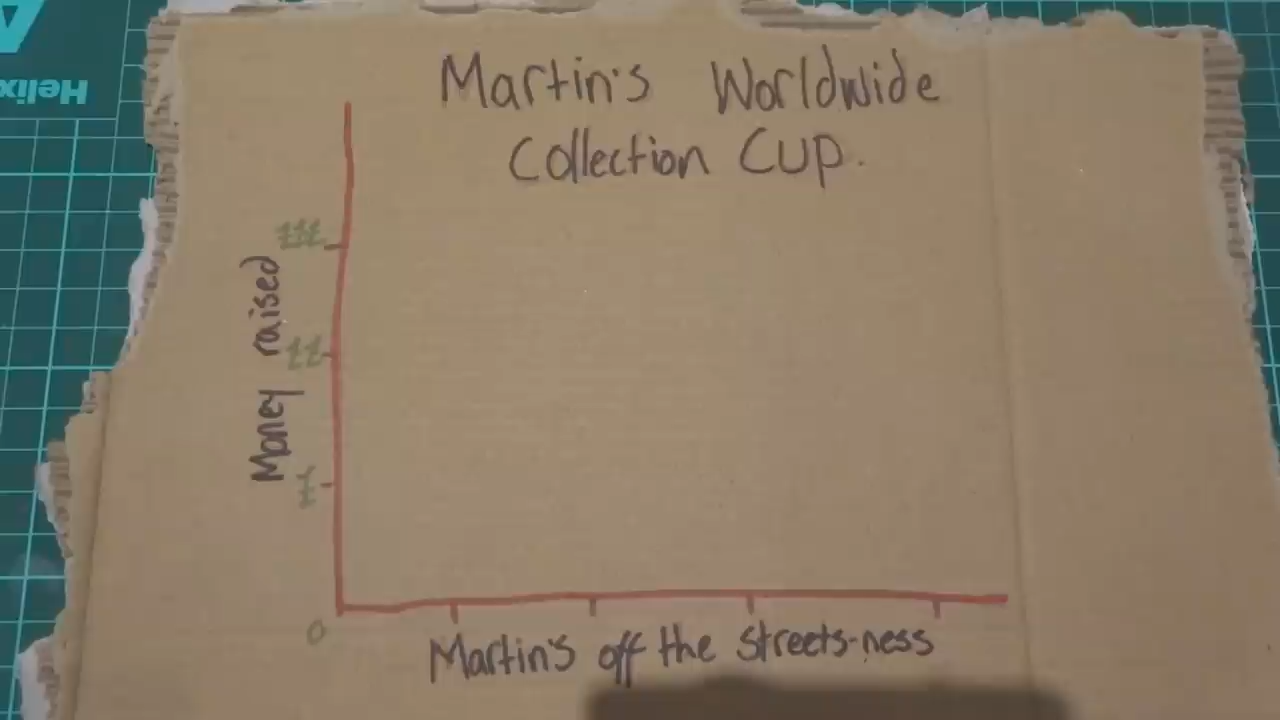 Helix
Martin's Worldwide
Collection Cup.
£££
££
£
Money raised
0
Martin's off the streets-ness